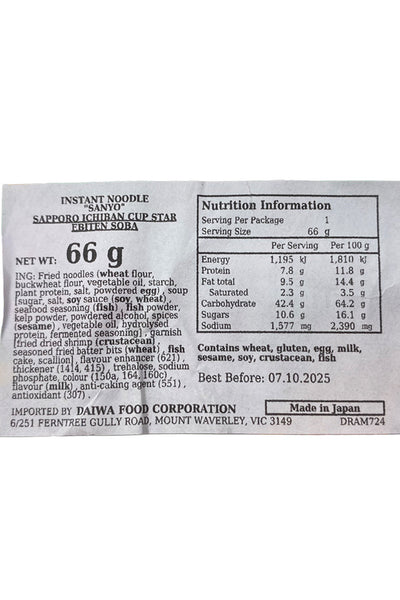 INSTANT NOODLE
"SANYO"
SAPPORO ICHIBAN CUP STAR
EBITEN SOBA
NET WT: 66 g
ING: Fried noodles (wheat flour,
buckwheat flour, vegetable oil, starch,
plant protein, salt, powdered egg) , soup
[sugar, salt, soy sauce (soy, wheat) ,
seafood seasoning (fish) , fish powder,
kelp powder, powdered alcohol, spices
(sesame) , vegetable oil, hydrolysed
protein, fermented seasoning] , garnish
[fried dried shrimp (crustacean)
seasoned fried batter bits (wheat) , fish
cake, scallion] , flavour enhancer (621) ,
thickener (1414, 415) , trehalose, sodium
phosphate, colour (150a, 164, 160c) ,
flavour (milk) , anti-caking agent (551) ,
antioxidant (307) .
Nutrition Information
Serving Per Package 1
Serving Size 66 g
Per Serving Per 100 g
Energy 1,195 kJ 1,810 kJ
Protein 7.8 g 11.8 g
Fat total 9.5 g 14.4 g
Saturated 2.3 g 3.5 g
Carbohydrate 42.4 g 64.2 g
Sugars 10.6 g 16.1 g
Sodium 1,577 mg 2,390 mg
Contains wheat, gluten, egg, milk,
sesame, soy, crustacean, fish
Best Before: 07.10.2025
IMPORTED BY DAIWA FOOD CORPORATION
Made in Japan
6/251 FERNTREE GULLY ROAD, MOUNT WAVERLEY, VIC 3149
DRAM724